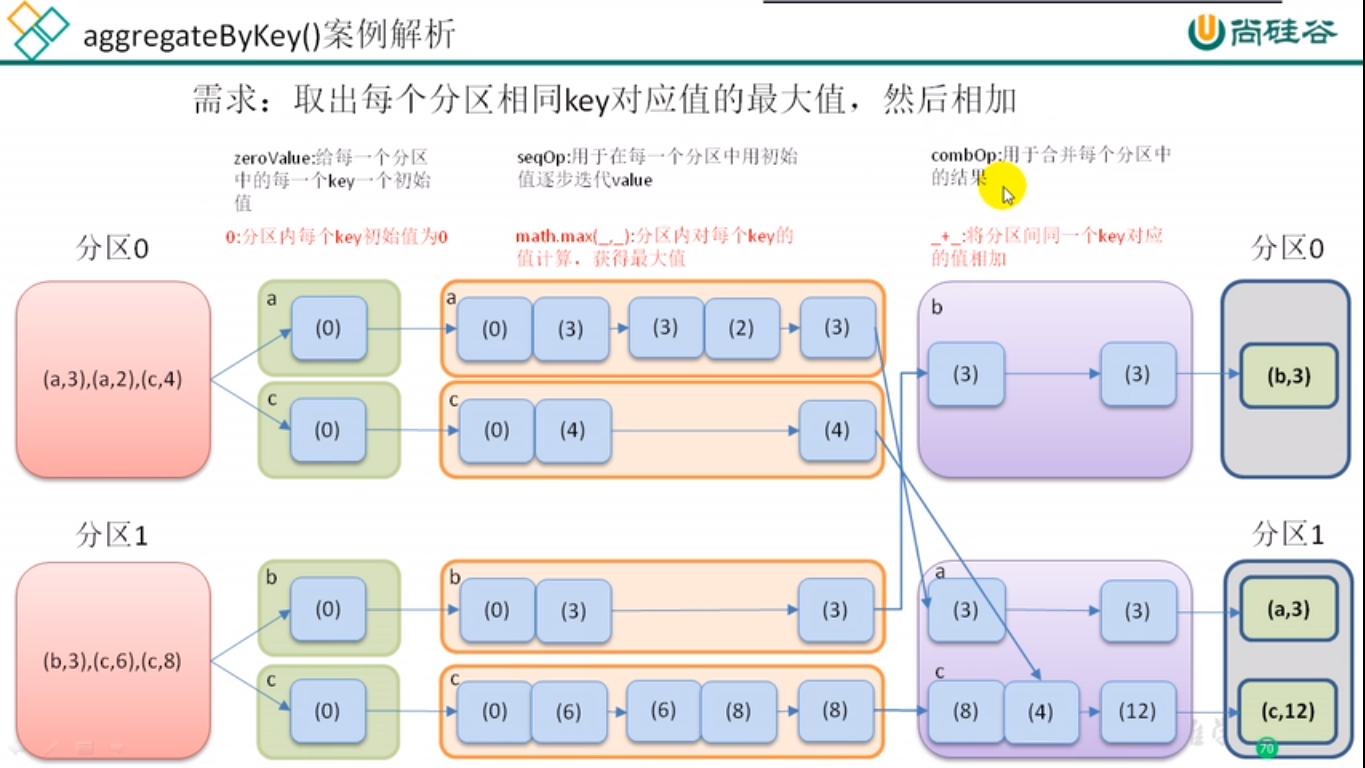 aggregateByKey()案例解析
尚硅谷
需求：取出每个分区相同key对应值的最大值，然后相加
zeroValue:给每一个分区
中的每一个key一个初始
值
seqOp:用于在每一个分区中用初始
值逐步迭代value
combOp:用于合并每个分区中
的结果
0:分区内每个key初始值为0
math.max(_,_):分区内对每个key的
值计算，获得最大值
_+_:将分区间同一个key对应
的值相加
分区0
分区0
(a,3),(a,2),(c,4)
a
(0)
a
(0) (3) (3) (2) (3)
b
(3) (3)
(b,3)
c
(0)
c
(0) (4) (4)
分区1
分区1
(b,3),(c,6),(c,8)
b
(0)
b
(0) (3) (3)
a
(3) (3)
(a,3)
c
(0)
c
(0) (6) (6) (8) (8)
c
(8) (4) (12)
(c,12)
70